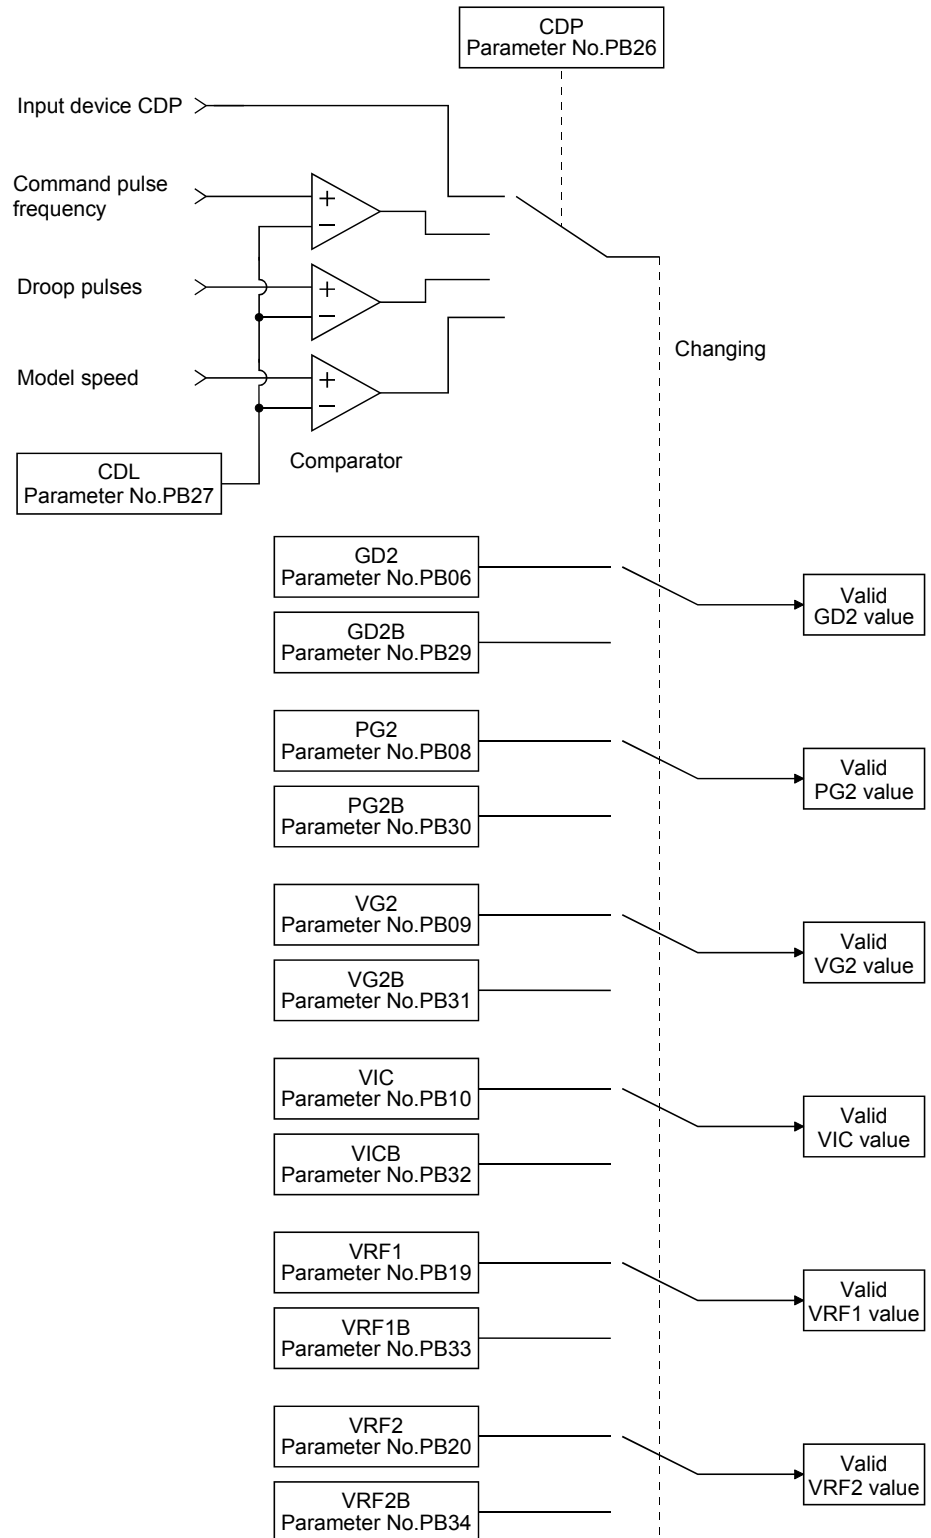 CDP
Parameter No.PB26
Input device CDP
Command pulse
frequency
+
−
Droop pulses
+
−
Changing
Model speed
+
−
Comparator
CDL
Parameter No.PB27
GD2
Parameter No.PB06
Valid
GD2 value
GD2B
Parameter No.PB29
PG2
Parameter No.PB08
Valid
PG2 value
PG2B
Parameter No.PB30
VG2
Parameter No.PB09
Valid
VG2 value
VG2B
Parameter No.PB31
VIC
Parameter No.PB10
Valid
VIC value
VICB
Parameter No.PB32
VRF1
Parameter No.PB19
Valid
VRF1 value
VRF1B
Parameter No.PB33
VRF2
Parameter No.PB20
Valid
VRF2 value
VRF2B
Parameter No.PB34